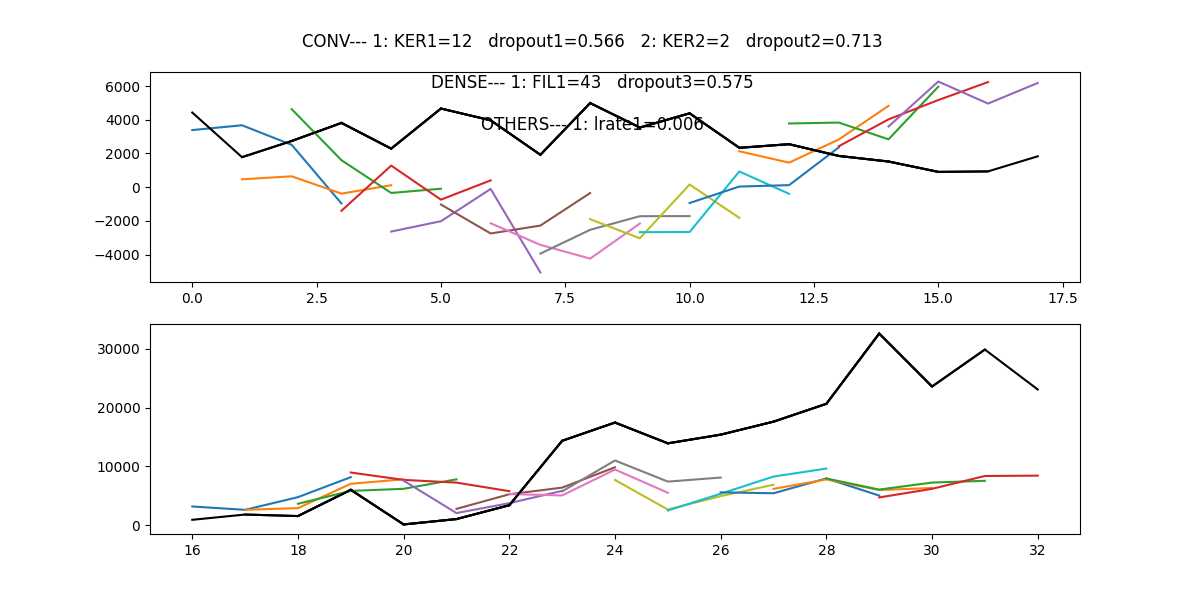 CONV--- 1: KER1=12   dropout1=0.566   2: KER2=2   dropout2=0.713
DENSE--- 1: FIL1=43   dropout3=0.575
OTHERS--- 1: lrate1=0.006
6000
4000
2000
0
−2000
−4000
0.0 2.5 5.0 7.5 10.0 12.5 15.0 17.5
30000
20000
10000
0
16 18 20 22 24 26 28 30 32